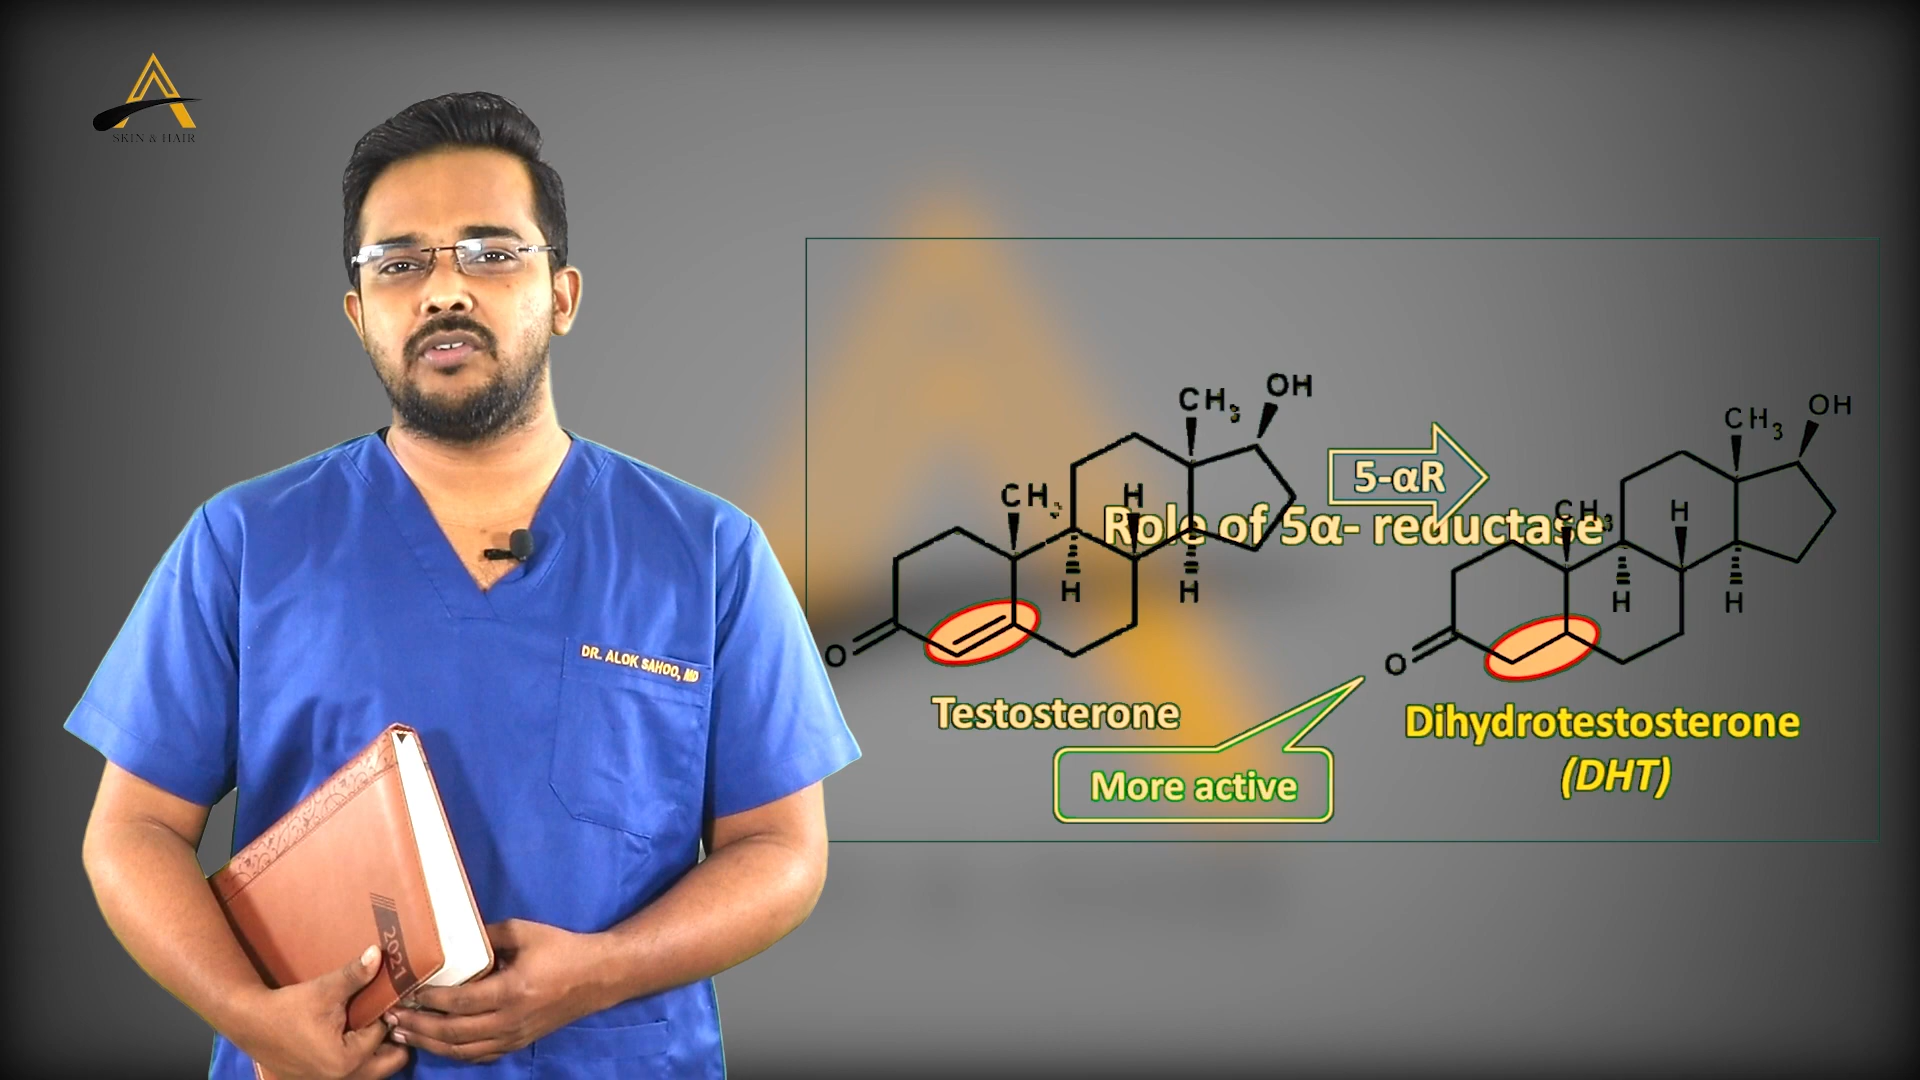 SKIN & HAIR
DR. ALOK SAHOO, MD
2021
Role of 5α- reductase
5-αR
CH3
OH
CH3
H
H
H
O
Testosterone
CH3
OH
CH3
H
H
H
O
Dihydrotestosterone
(DHT)
More active